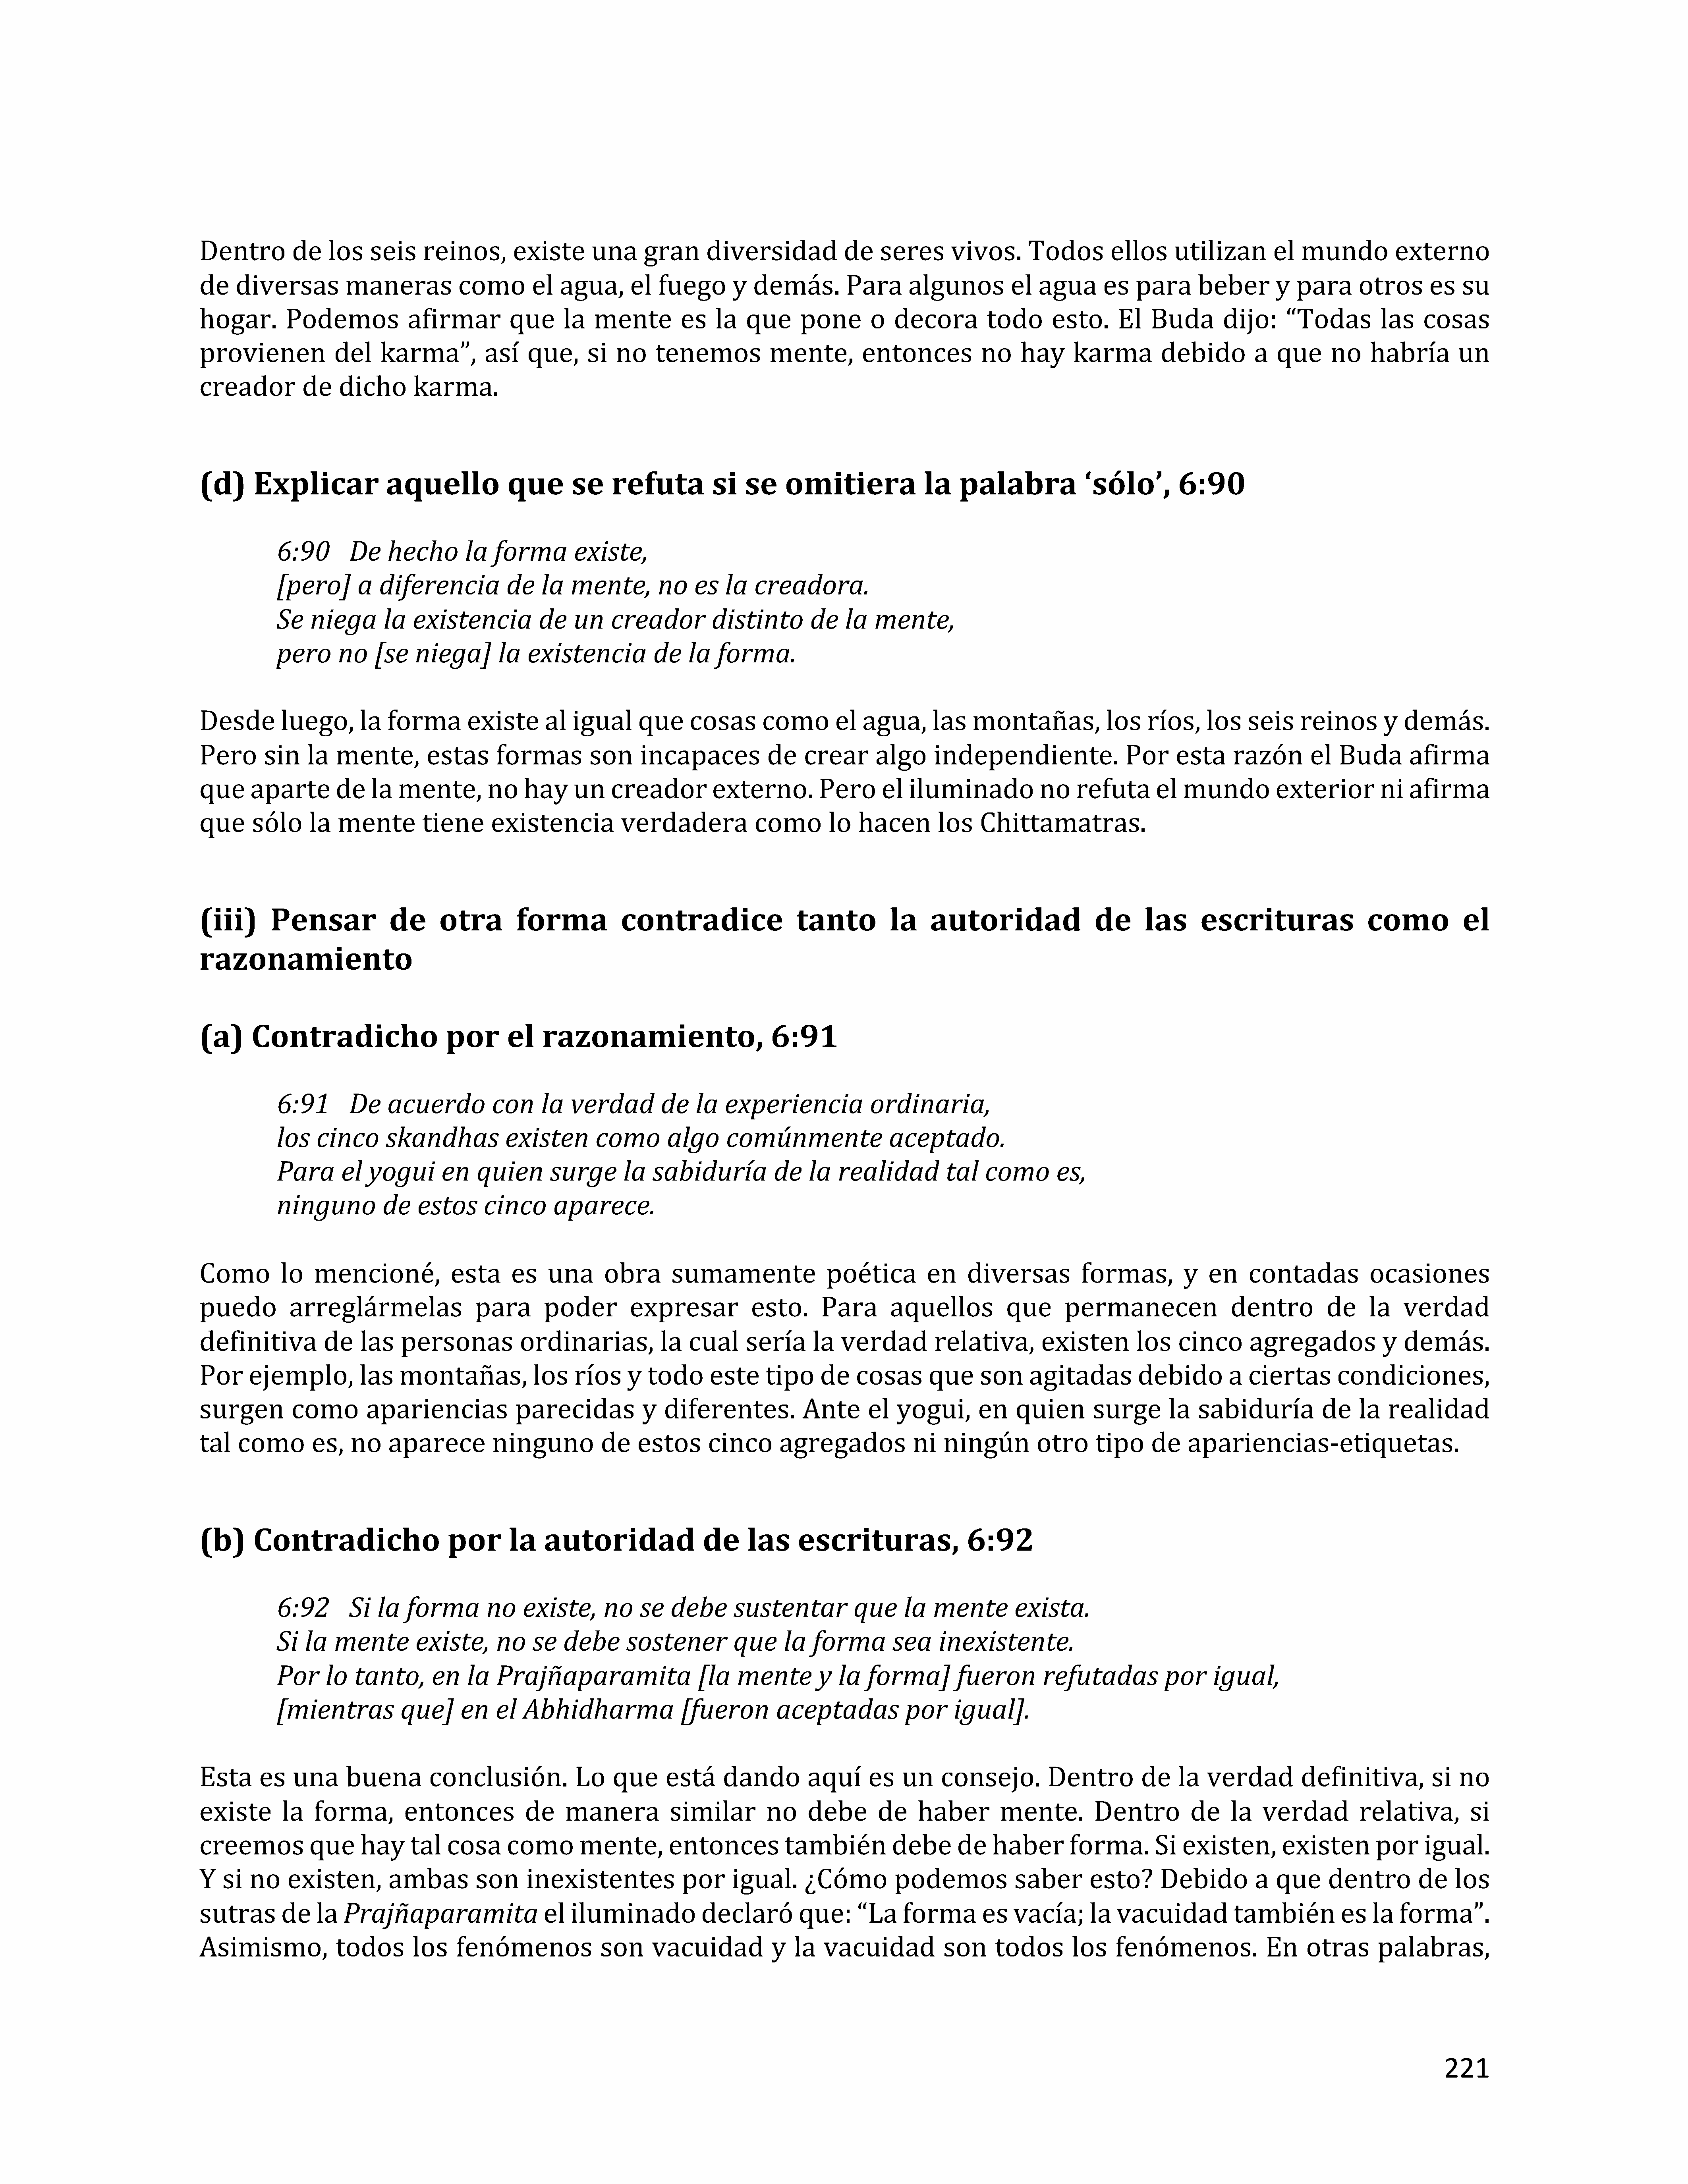 Dentro de los seis reinos, existe una gran diversidad de seres vivos. Todos ellos utilizan el mundo externo
de diversas maneras como el agua, el fuego y demás. Para algunos el agua es para beber y para otros es su
hogar. Podemos afirmar que la mente es la que pone o decora todo esto. El Buda dijo: “Todas las cosas
provienen del karma”, así que, si no tenemos mente, entonces no hay karma debido a que no habría un
creador de dicho karma.
(d) Explicar aquello que se refuta si se omitiera la palabra ‘sólo’, 6:90
6:90 De hecho la forma existe,
[pero] a diferencia de la mente, no es la creadora.
Se niega la existencia de un creador distinto de la mente,
pero no [se niega] la existencia de la forma.
Desde luego, la forma existe al igual que cosas como el agua, las montañas, los ríos, los seis reinos y demás.
Pero sin la mente, estas formas son incapaces de crear algo independiente. Por esta razón el Buda afirma
que aparte de la mente, no hay un creador externo. Pero el iluminado no refuta el mundo exterior ni afirma
que sólo la mente tiene existencia verdadera como lo hacen los Chittamatras.
(iii) Pensar de otra forma contradice tanto la autoridad de las escrituras como el
razonamiento
(a) Contradicho por el razonamiento, 6:91
6:91 De acuerdo con la verdad de la experiencia ordinaria,
los cinco skandhas existen como algo comúnmente aceptado.
Para el yogui en quien surge la sabiduría de la realidad tal como es,
ninguno de estos cinco aparece.
Como lo mencioné, esta es una obra sumamente poética en diversas formas, y en contadas ocasiones
puedo arreglármelas para poder expresar esto. Para aquellos que permanecen dentro de la verdad
definitiva de las personas ordinarias, la cual sería la verdad relativa, existen los cinco agregados y demás.
Por ejemplo, las montañas, los ríos y todo este tipo de cosas que son agitadas debido a ciertas condiciones,
surgen como apariencias parecidas y diferentes. Ante el yogui, en quien surge la sabiduría de la realidad
tal como es, no aparece ninguno de estos cinco agregados ni ningún otro tipo de apariencias-etiquetas.
(b) Contradicho por la autoridad de las escrituras, 6:92
6:92 Si la forma no existe, no se debe sustentar que la mente exista.
Si la mente existe, no se debe sostener que la forma sea inexistente.
Por lo tanto, en la Prajñaparamita [la mente y la forma] fueron refutadas por igual,
[mientras que] en el Abhidharma [fueron aceptadas por igual].
Esta es una buena conclusión. Lo que está dando aquí es un consejo. Dentro de la verdad definitiva, si no
existe la forma, entonces de manera similar no debe de haber mente. Dentro de la verdad relativa, si
creemos que hay tal cosa como mente, entonces también debe de haber forma. Si existen, existen por igual.
Y si no existen, ambas son inexistentes por igual. ¿Cómo podemos saber esto? Debido a que dentro de los
sutras de la Prajñaparamita el iluminado declaró que: “La forma es vacía; la vacuidad también es la forma”.
Asimismo, todos los fenómenos son vacuidad y la vacuidad son todos los fenómenos. En otras palabras,
221